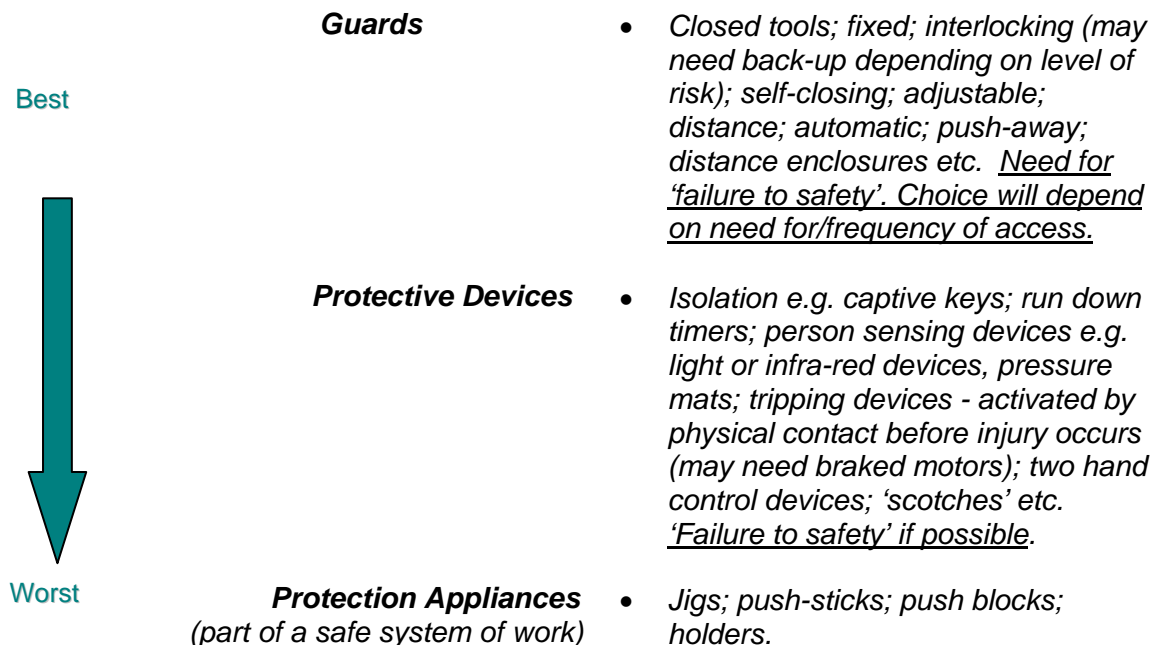 Guards
• Closed tools; fixed; interlocking (may
need back-up depending on level of
risk); self-closing; adjustable;
distance; automatic; push-away;
distance enclosures etc. Need for
‘failure to safety’. Choice will depend
on need for/frequency of access.
Best
Protective Devices
• Isolation e.g. captive keys; run down
timers; person sensing devices e.g.
light or infra-red devices, pressure
mats; tripping devices - activated by
physical contact before injury occurs
(may need braked motors); two hand
control devices; ‘scotches’ etc.
‘Failure to safety’ if possible.
Worst
Protection Appliances
(part of a safe system of work)
• Jigs; push-sticks; push blocks;
holders.